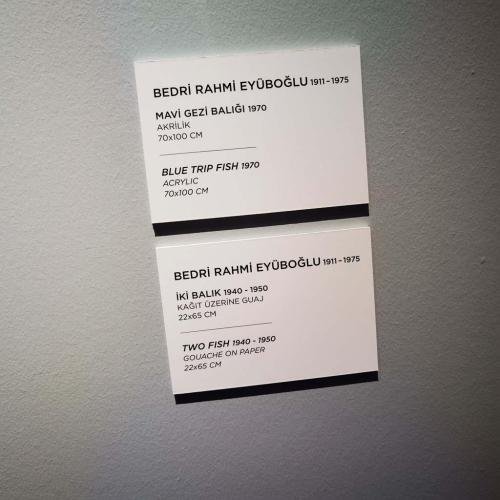 BEDRİ RAHMİ EYÜBOĞLU 1911-1975
MAVİ GEZİ BALIĞI 1970
AKRİLİK
70x100 CM
BLUE TRIP FISH 1970
ACRYLIC
70x100 CM
BEDRİ RAHMİ EYÜBOĞLU 1911-1975
İKİ BALIK 1940 - 1950
KAĞIT ÜZERİNE GUAJ
22x65 CM
TWO FISH 1940 - 1950
GOUACHE ON PAPER
22x65 CM